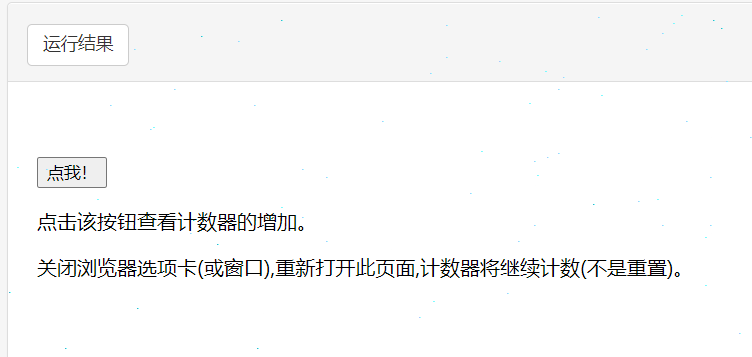 运行结果
点我！
点击该按钮查看计数器的增加。
关闭浏览器选项卡(或窗口),重新打开此页面,计数器将继续计数(不是重置)。